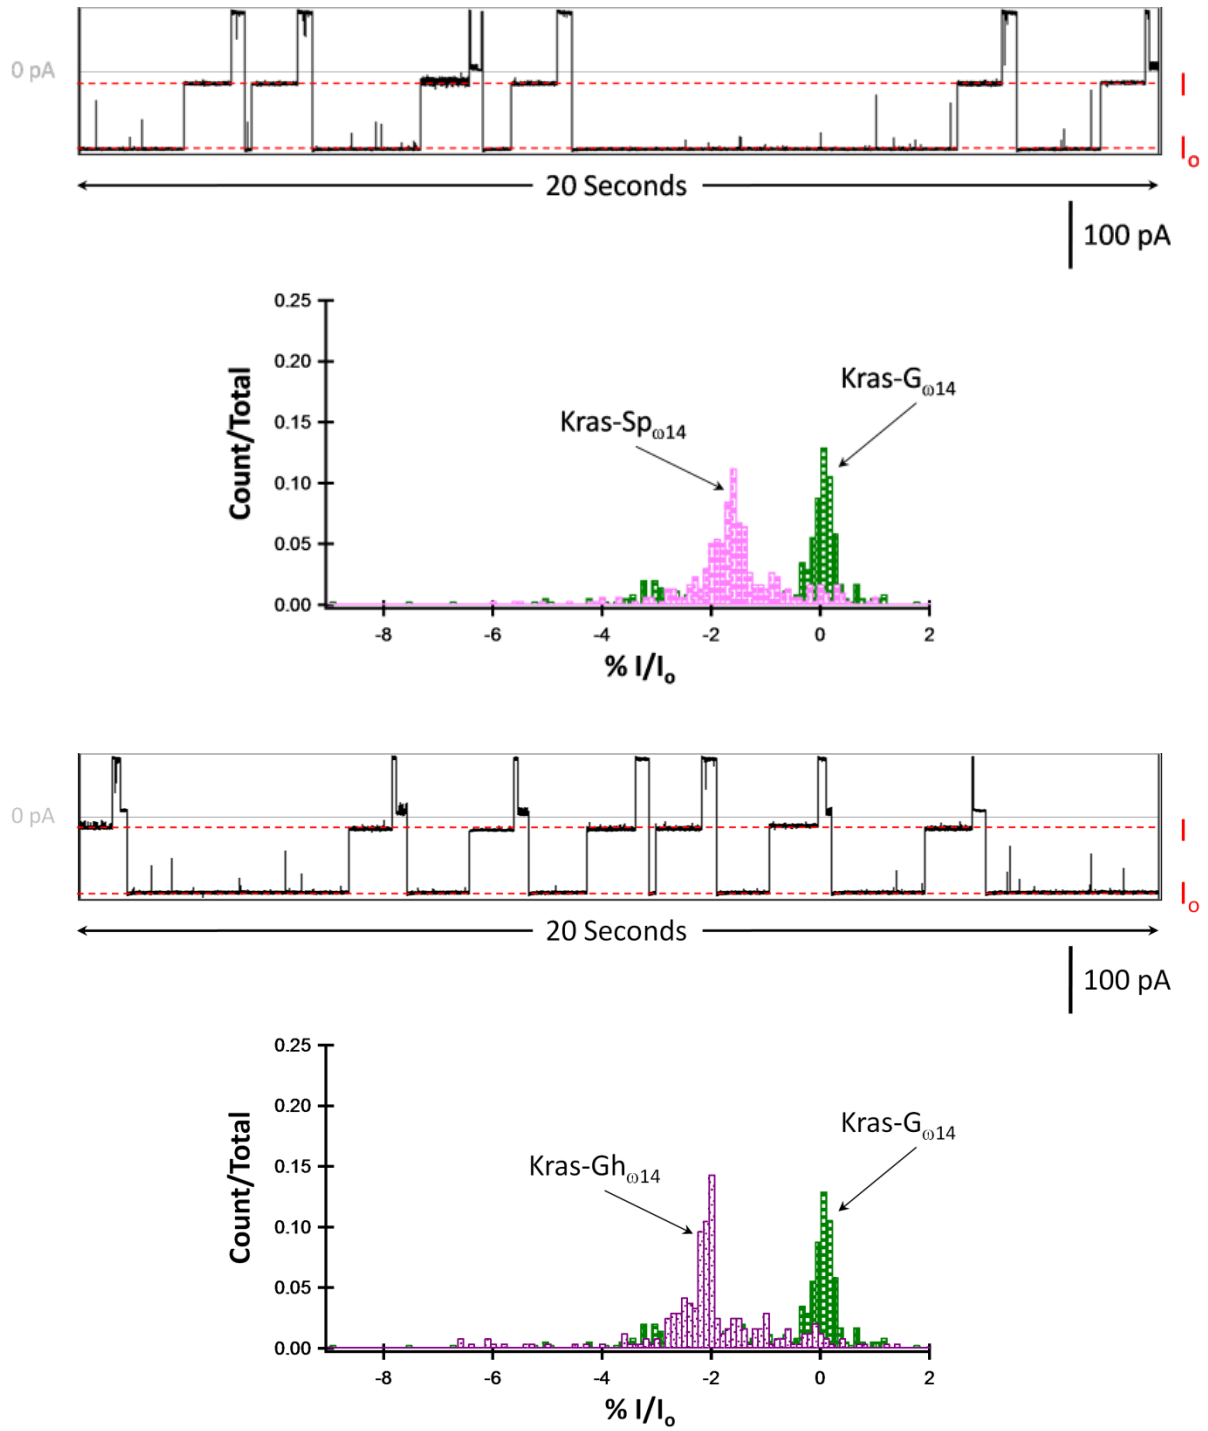 0 pA
I
Io
20 Seconds
100 pA
0.25
0.20
0.15
0.10
0.05
0.00
Count/Total
Kras-Spω14
Kras-Gω14
-8 -6 -4 -2 0 2
% I/Io
0 pA
I
Io
20 Seconds
100 pA
0.25
0.20
0.15
0.10
0.05
0.00
Count/Total
Kras-Ghω14
Kras-Gω14
-8 -6 -4 -2 0 2
% I/Io